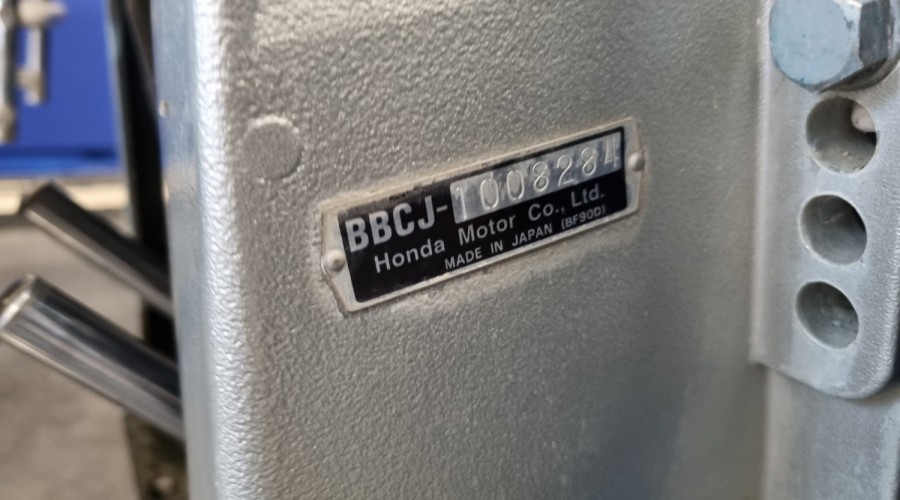 BBCJ-1008284
Honda Motor Co., Ltd.
MADE IN JAPAN (BF90D)